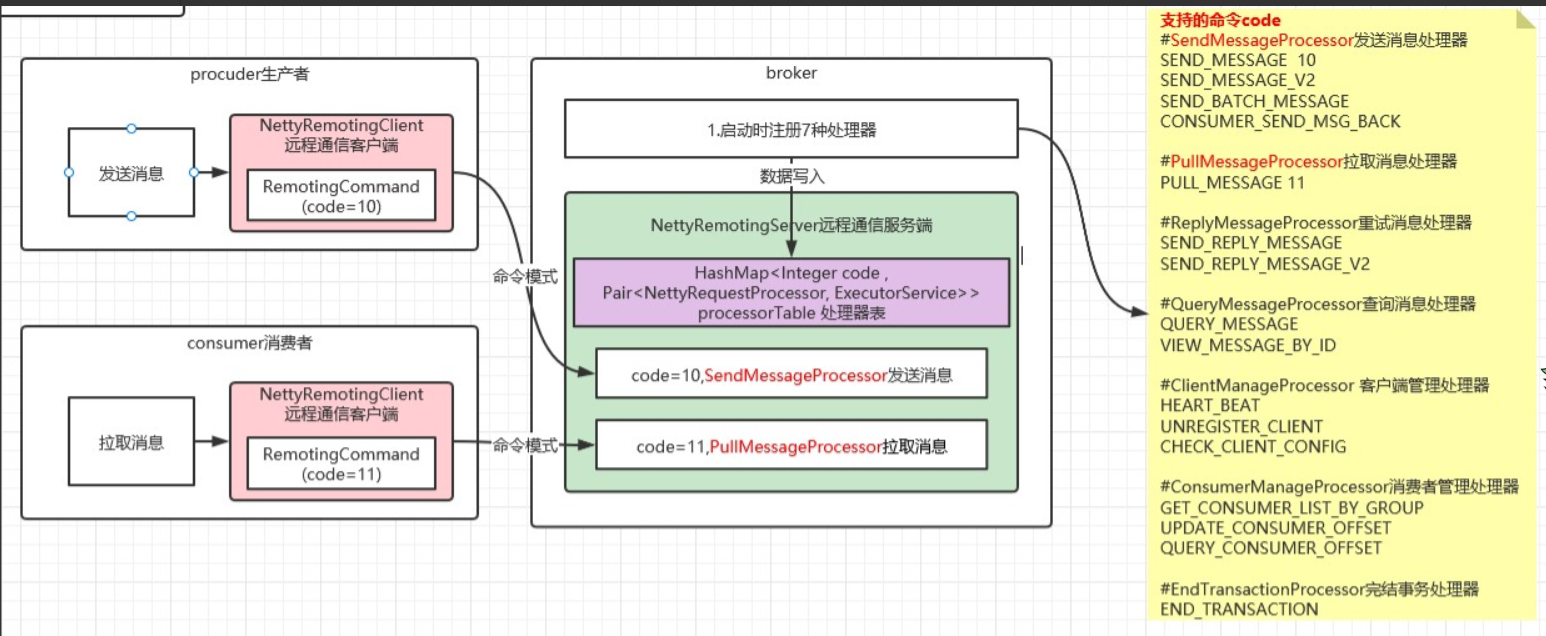 procuder生产者
发送消息
NettyRemotingClient
远程通信客户端
RemotingCommand
(code=10)
consumer消费者
拉取消息
NettyRemotingClient
远程通信客户端
RemotingCommand
(code=11)
命令模式
命令模式
broker
1.启动时注册7种处理器
数据写入
NettyRemotingServer远程通信服务端
HashMap<Integer code ,
Pair<NettyRequestProcessor, ExecutorService>>
processorTable 处理器表
code=10,SendMessageProcessor发送消息
code=11,PullMessageProcessor拉取消息
支持的命令code
#SendMessageProcessor发送消息处理器
SEND_MESSAGE 10
SEND_MESSAGE_V2
SEND_BATCH_MESSAGE
CONSUMER_SEND_MSG_BACK
#PullMessageProcessor拉取消息处理器
PULL_MESSAGE 11
#ReplyMessageProcessor重试消息处理器
SEND_REPLY_MESSAGE
SEND_REPLY_MESSAGE_V2
#QueryMessageProcessor查询消息处理器
QUERY_MESSAGE
VIEW_MESSAGE_BY_ID
#ClientManageProcessor 客户端管理处理器
HEART_BEAT
UNREGISTER_CLIENT
CHECK_CLIENT_CONFIG
#ConsumerManageProcessor消费者管理处理器
GET_CONSUMER_LIST_BY_GROUP
UPDATE_CONSUMER_OFFSET
QUERY_CONSUMER_OFFSET
#EndTransactionProcessor完结事务处理器
END_TRANSACTION